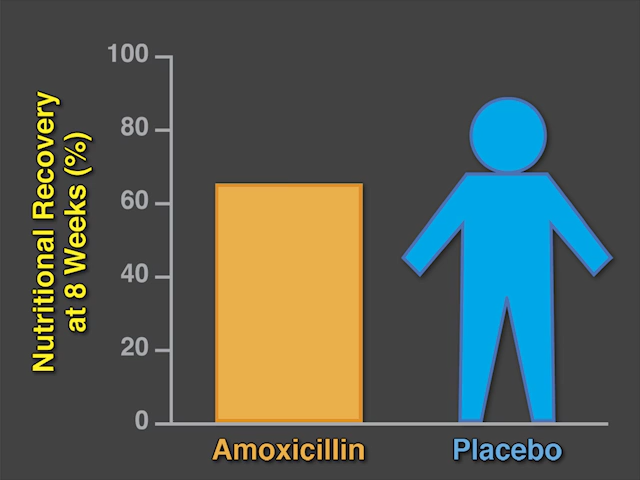 Nutritional Recovery
at 8 Weeks (%)
100
80
60
40
20
0
Amoxicillin
Placebo